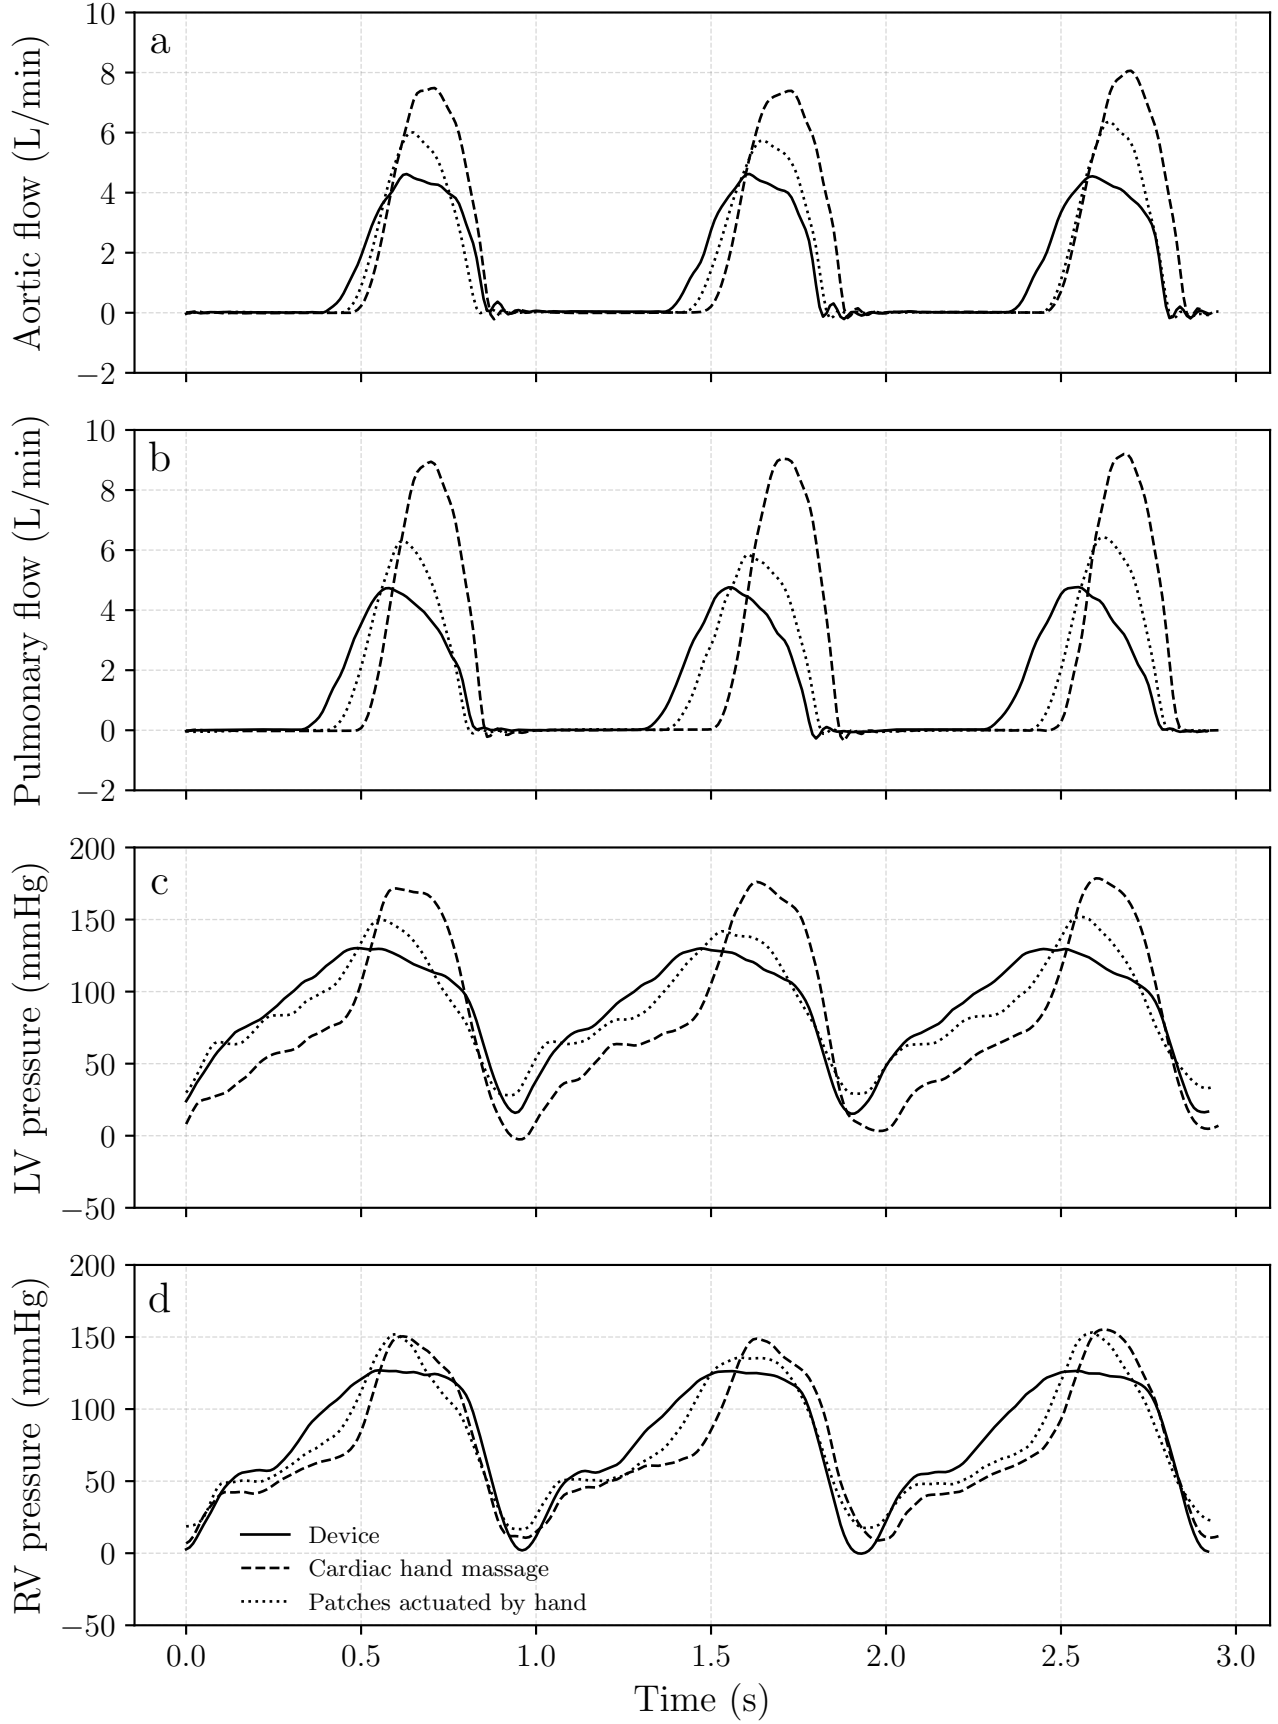 a
Aortic flow (L/min)
10
8
6
4
2
0
−2
b
Pulmonary flow (L/min)
10
8
6
4
2
0
−2
c
LV pressure (mmHg)
200
150
100
50
0
−50
d
RV pressure (mmHg)
200
150
100
50
0
−50
Device
Cardiac hand massage
Patches actuated by hand
0.0 0.5 1.0 1.5 2.0 2.5 3.0
Time (s)